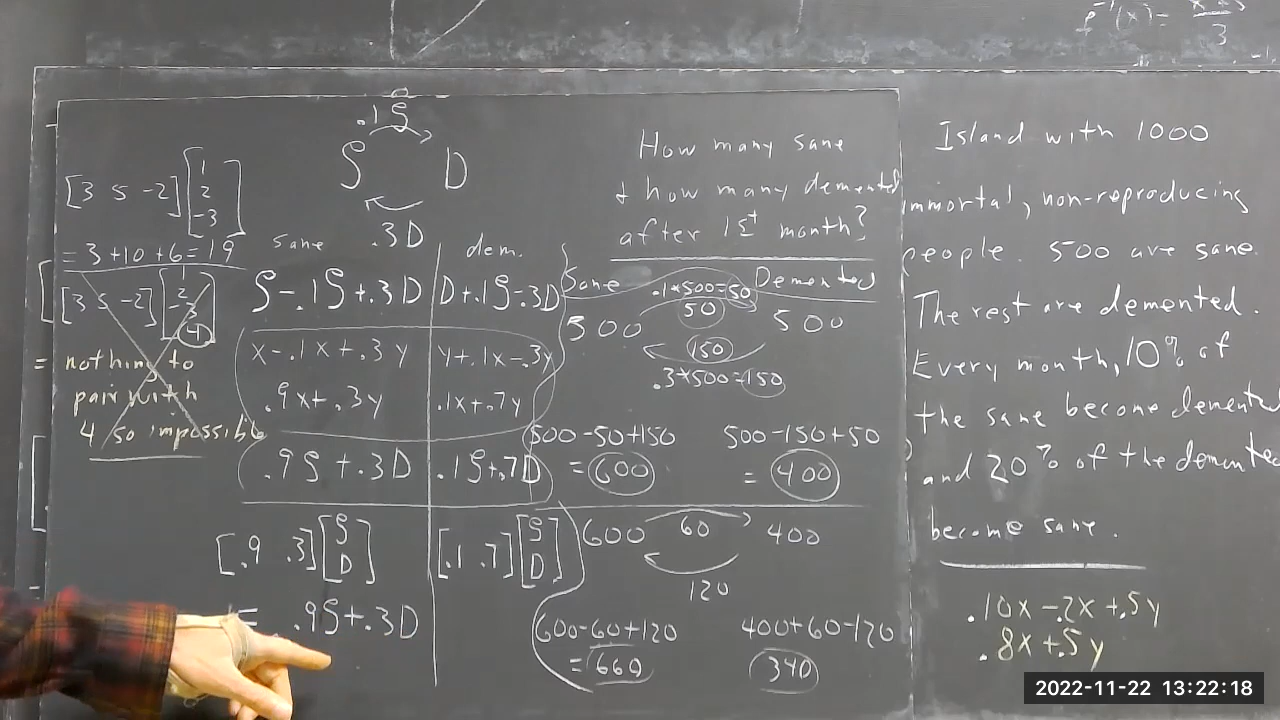 f⁻¹(x) = x+5 / 3
[3 5 -2] [1 2 -3]
= 3+10+6=19
[3 5 -2] [1 2 -3 4]
= nothing to
pair with
4 so impossible
.1S
S D
.3D
sane dem.
S-.1S+.3D D+.1S-.3D
x-.1x+.3y y+.1x-.3y
.9x+.3y .1x+.7y
.9S+.3D .1S+.7D
[.9 .3] [S D] [.1 .7] [S D]
= .9S+.3D
How many sane
+ how many demented
after 1st month?
Sane Demented
.1*500=50
50
500 500
150
.3*500=150
500-50+150 500-150+50
= 600 = 400
600 60 400
120
600-60+120 400+60-120
= 660 340
Island with 1000
immortal, non-reproducing
people. 500 are sane.
The rest are demented.
Every month, 10% of
the sane become demented
and 20% of the demented
become sane.
.10x-.2x+.5y
.8x+.5y
2022-11-22 13:22:18